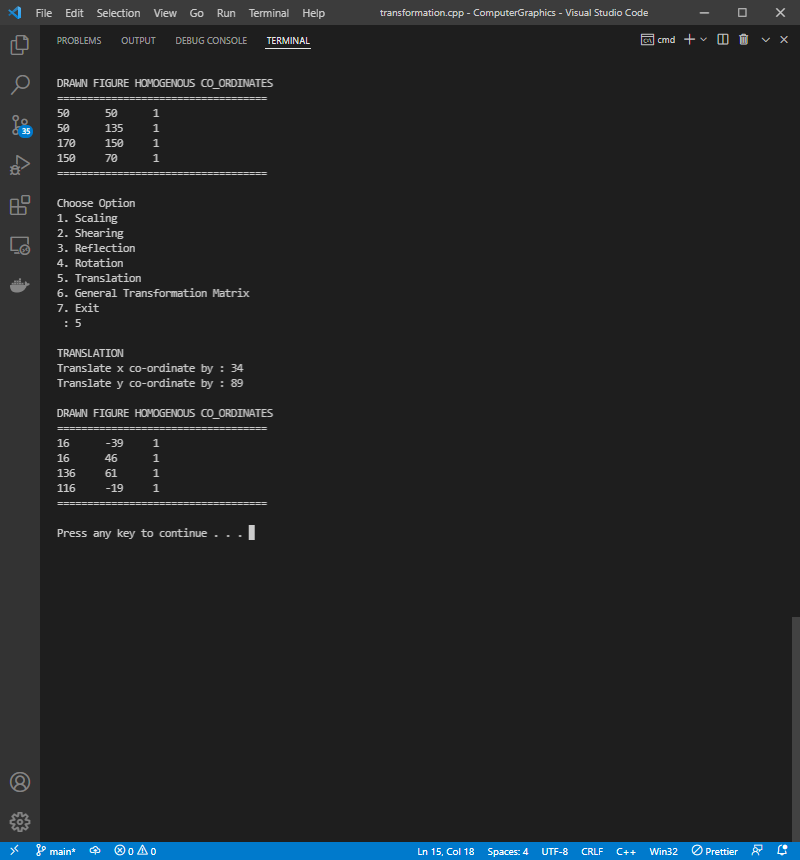 File Edit Selection View Go Run Terminal Help transformation.cpp - ComputerGraphics - Visual Studio Code
PROBLEMS OUTPUT DEBUG CONSOLE TERMINAL cmd
DRAWN FIGURE HOMOGENOUS CO_ORDINATES
===================================
50 50 1
50 135 1
170 150 1
150 70 1
===================================
Choose Option
1. Scaling
2. Shearing
3. Reflection
4. Rotation
5. Translation
6. General Transformation Matrix
7. Exit
: 5
TRANSLATION
Translate x co-ordinate by : 34
Translate y co-ordinate by : 89
DRAWN FIGURE HOMOGENOUS CO_ORDINATES
===================================
16 -39 1
16 46 1
136 61 1
116 -19 1
===================================
Press any key to continue . . .
35
main* 0 0 Ln 15, Col 18 Spaces: 4 UTF-8 CRLF C++ Win32 Prettier